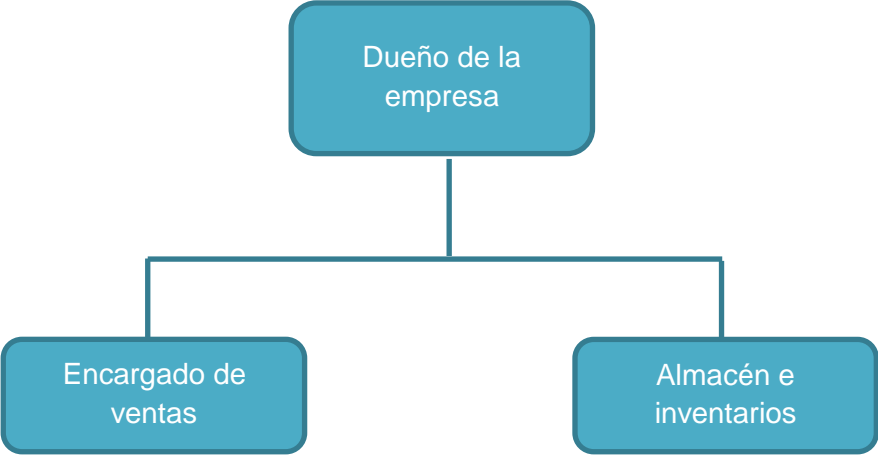 Dueño de la
empresa
Encargado de
ventas
Almacén e
inventarios